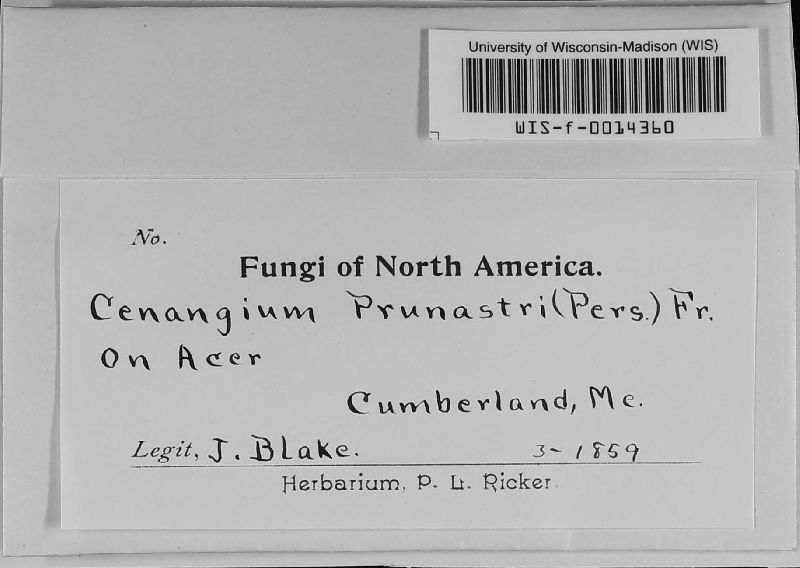 University of Wisconsin-Madison (WIS)
WIS-f-0014360
No.
Fungi of North America.
Cenangium Prunastri (Pers.) Fr.
On Acer
Cumberland, Me.
Legit, J. Blake. 3-1859
Herbarium, P. L. Ricker.